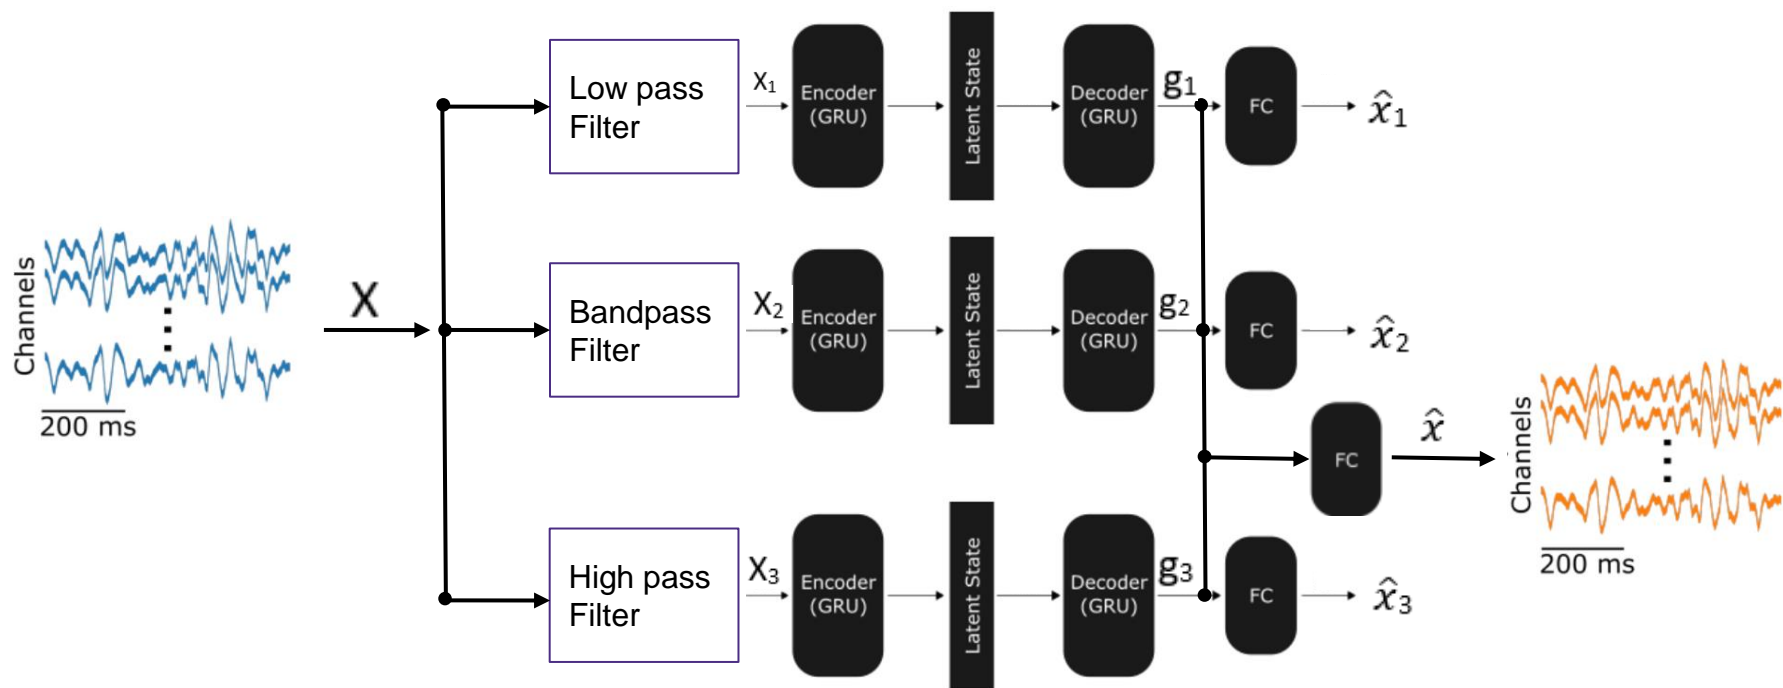 Channels
200 ms
X
Low pass
Filter
X₁
Encoder
(GRU)
Latent State
Decoder
(GRU)
g₁
FC
x̂₁
Bandpass
Filter
X₂
Encoder
(GRU)
Latent State
Decoder
(GRU)
g₂
FC
x̂₂
FC
x̂
High pass
Filter
X₃
Encoder
(GRU)
Latent State
Decoder
(GRU)
g₃
FC
x̂₃
Channels
200 ms